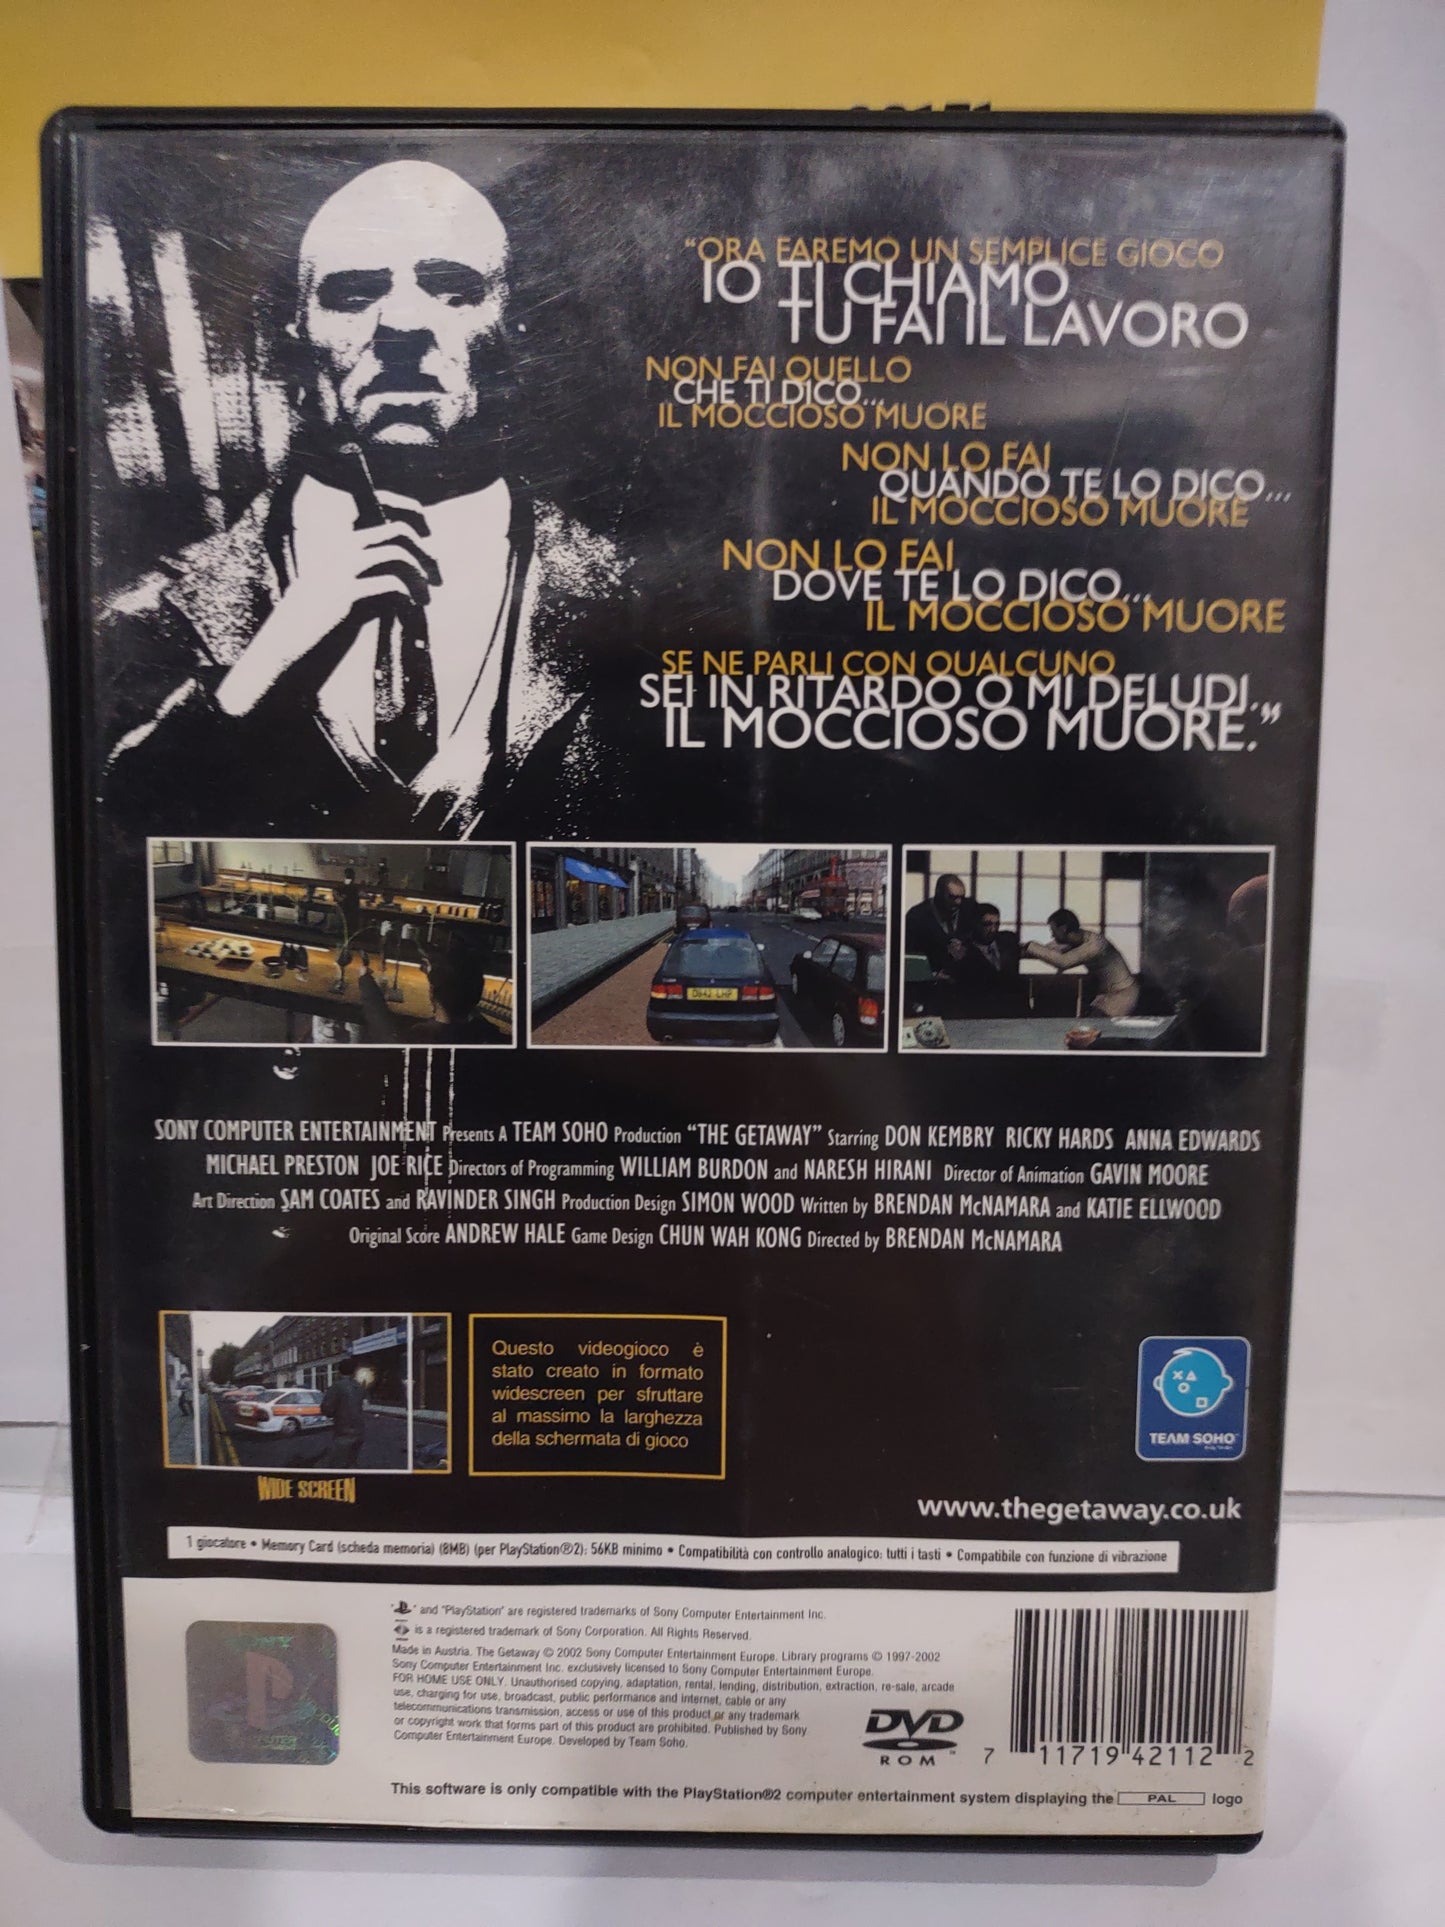 “ORA FAREMO UN SEMPLICE GIOCO
IO TI CHIAMO
TU FAI IL LAVORO
NON FAI QUELLO
CHE TI DICO...
IL MOCCIOSO MUORE
NON LO FAI
QUANDO TE LO DICO...
IL MOCCIOSO MUORE
NON LO FAI
DOVE TE LO DICO...
IL MOCCIOSO MUORE
SE NE PARLI CON QUALCUNO
SEI IN RITARDO O MI DELUDI...
IL MOCCIOSO MUORE.”
D942 LHP
SONY COMPUTER ENTERTAINMENT Presents A TEAM SOHO Production “THE GETAWAY” Starring DON KEMBRY RICKY HARDS ANNA EDWARDS
MICHAEL PRESTON JOE RICE Directors of Programming WILLIAM BURDON and NARESH HIRANI Director of Animation GAVIN MOORE
Art Direction SAM COATES and RAVINDER SINGH Production Design SIMON WOOD Written by BRENDAN McNAMARA and KATIE ELLWOOD
Original Score ANDREW HALE Game Design CHUN WAH KONG Directed by BRENDAN McNAMARA
WIDE SCREEN
Questo videogioco è
stato creato in formato
widescreen per sfruttare
al massimo la larghezza
della schermata di gioco
TEAM SOHO
www.thegetaway.co.uk
1 giocatore • Memory Card (scheda memoria) (8MB) (per PlayStation®2): 56KB minimo • Compatibilità con controllo analogico: tutti i tasti • Compatibile con funzione di vibrazione
SONY
" " and "PlayStation" are registered trademarks of Sony Computer Entertainment Inc.
is a registered trademark of Sony Corporation. All Rights Reserved.
Made in Austria. The Getaway © 2002 Sony Computer Entertainment Europe. Library programs © 1997-2002
Sony Computer Entertainment Inc. exclusively licensed to Sony Computer Entertainment Europe.
FOR HOME USE ONLY. Unauthorised copying, adaptation, rental, lending, distribution, extraction, re-sale, arcade
use, charging for use, broadcast, public performance and internet, cable or any
telecommunications transmission, access or use of this product or any trademark
or copyright work that forms part of this product are prohibited. Published by Sony
Computer Entertainment Europe. Developed by Team Soho.
DVD
ROM
7 11719 42112 2
This software is only compatible with the PlayStation®2 computer entertainment system displaying the PAL logo